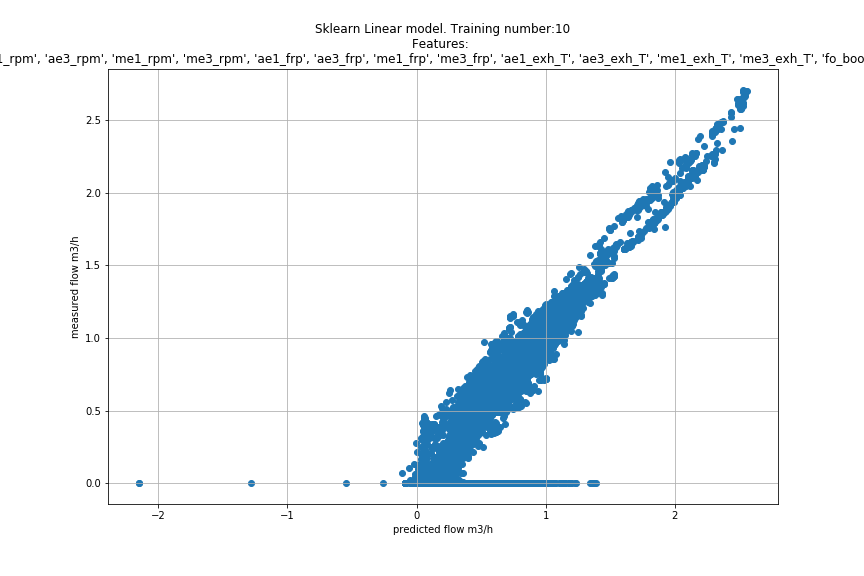 Sklearn Linear model. Training number:10
Features:
1_rpm', 'ae3_rpm', 'me1_rpm', 'me3_rpm', 'ae1_frp', 'ae3_frp', 'me1_frp', 'me3_frp', 'ae1_exh_T', 'ae3_exh_T', 'me1_exh_T', 'me3_exh_T', 'fo_boo
2.5
2.0
1.5
1.0
0.5
0.0
measured flow m3/h
−2
−1
0
1
2
predicted flow m3/h